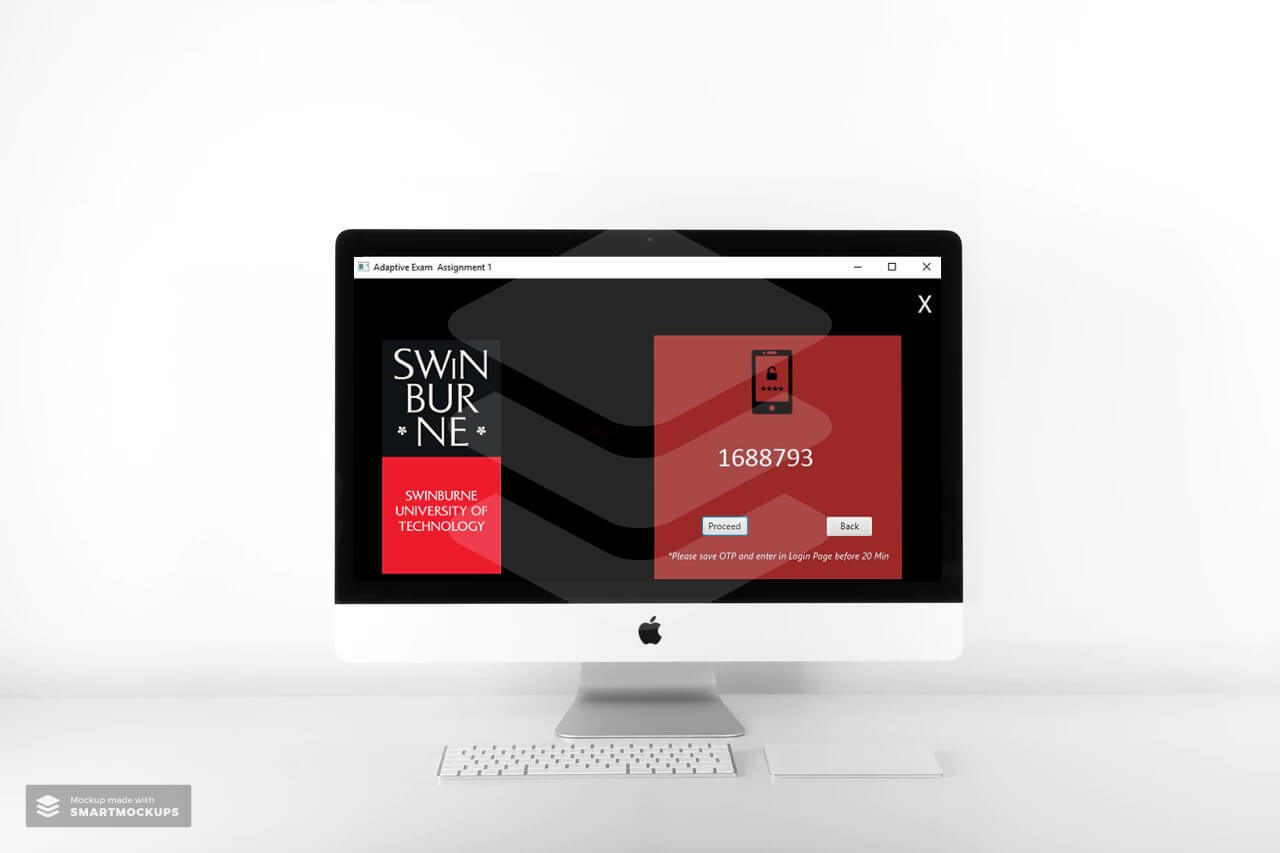 Adaptive Exam  Assignment 1
X
SWIN
BUR
NE
SWINBURNE
UNIVERSITY OF
TECHNOLOGY
****
1688793
Proceed
Back
*Please save OTP and enter in Login Page before 20 Min
Mockup made with
SMARTMOCKUPS